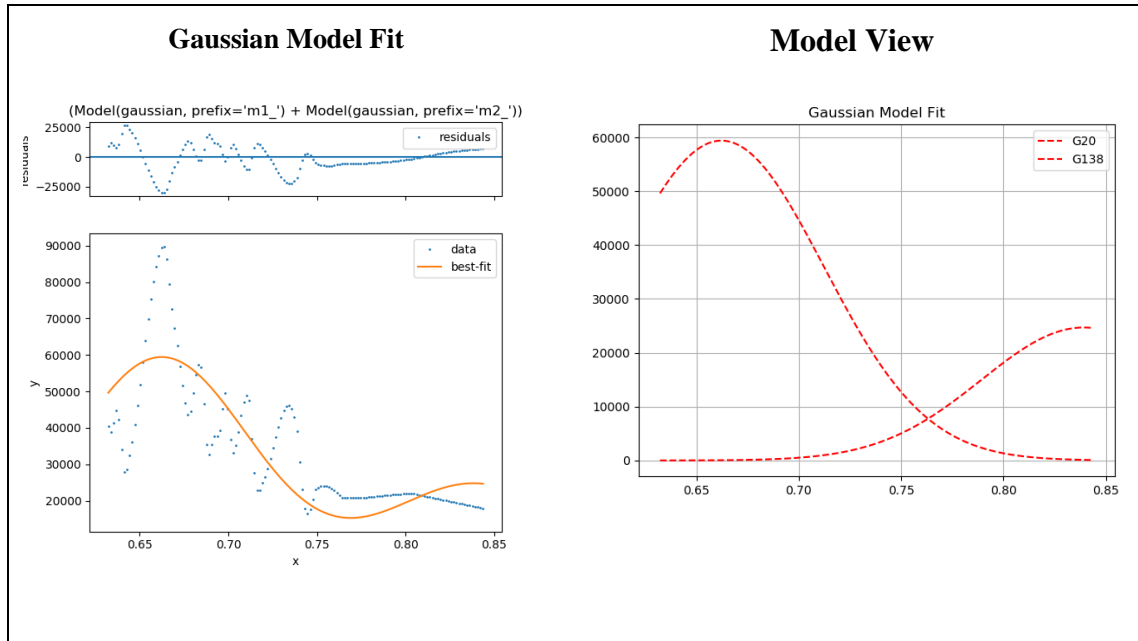 Gaussian Model Fit
Model View
(Model(gaussian, prefix='m1_') + Model(gaussian, prefix='m2_'))
residuals
25000
0
−25000
residuals
y
90000
80000
70000
60000
50000
40000
30000
20000
data
best-fit
0.65 0.70 0.75 0.80 0.85
x
Gaussian Model Fit
60000
50000
40000
30000
20000
10000
0
G20
G138
0.65 0.70 0.75 0.80 0.85